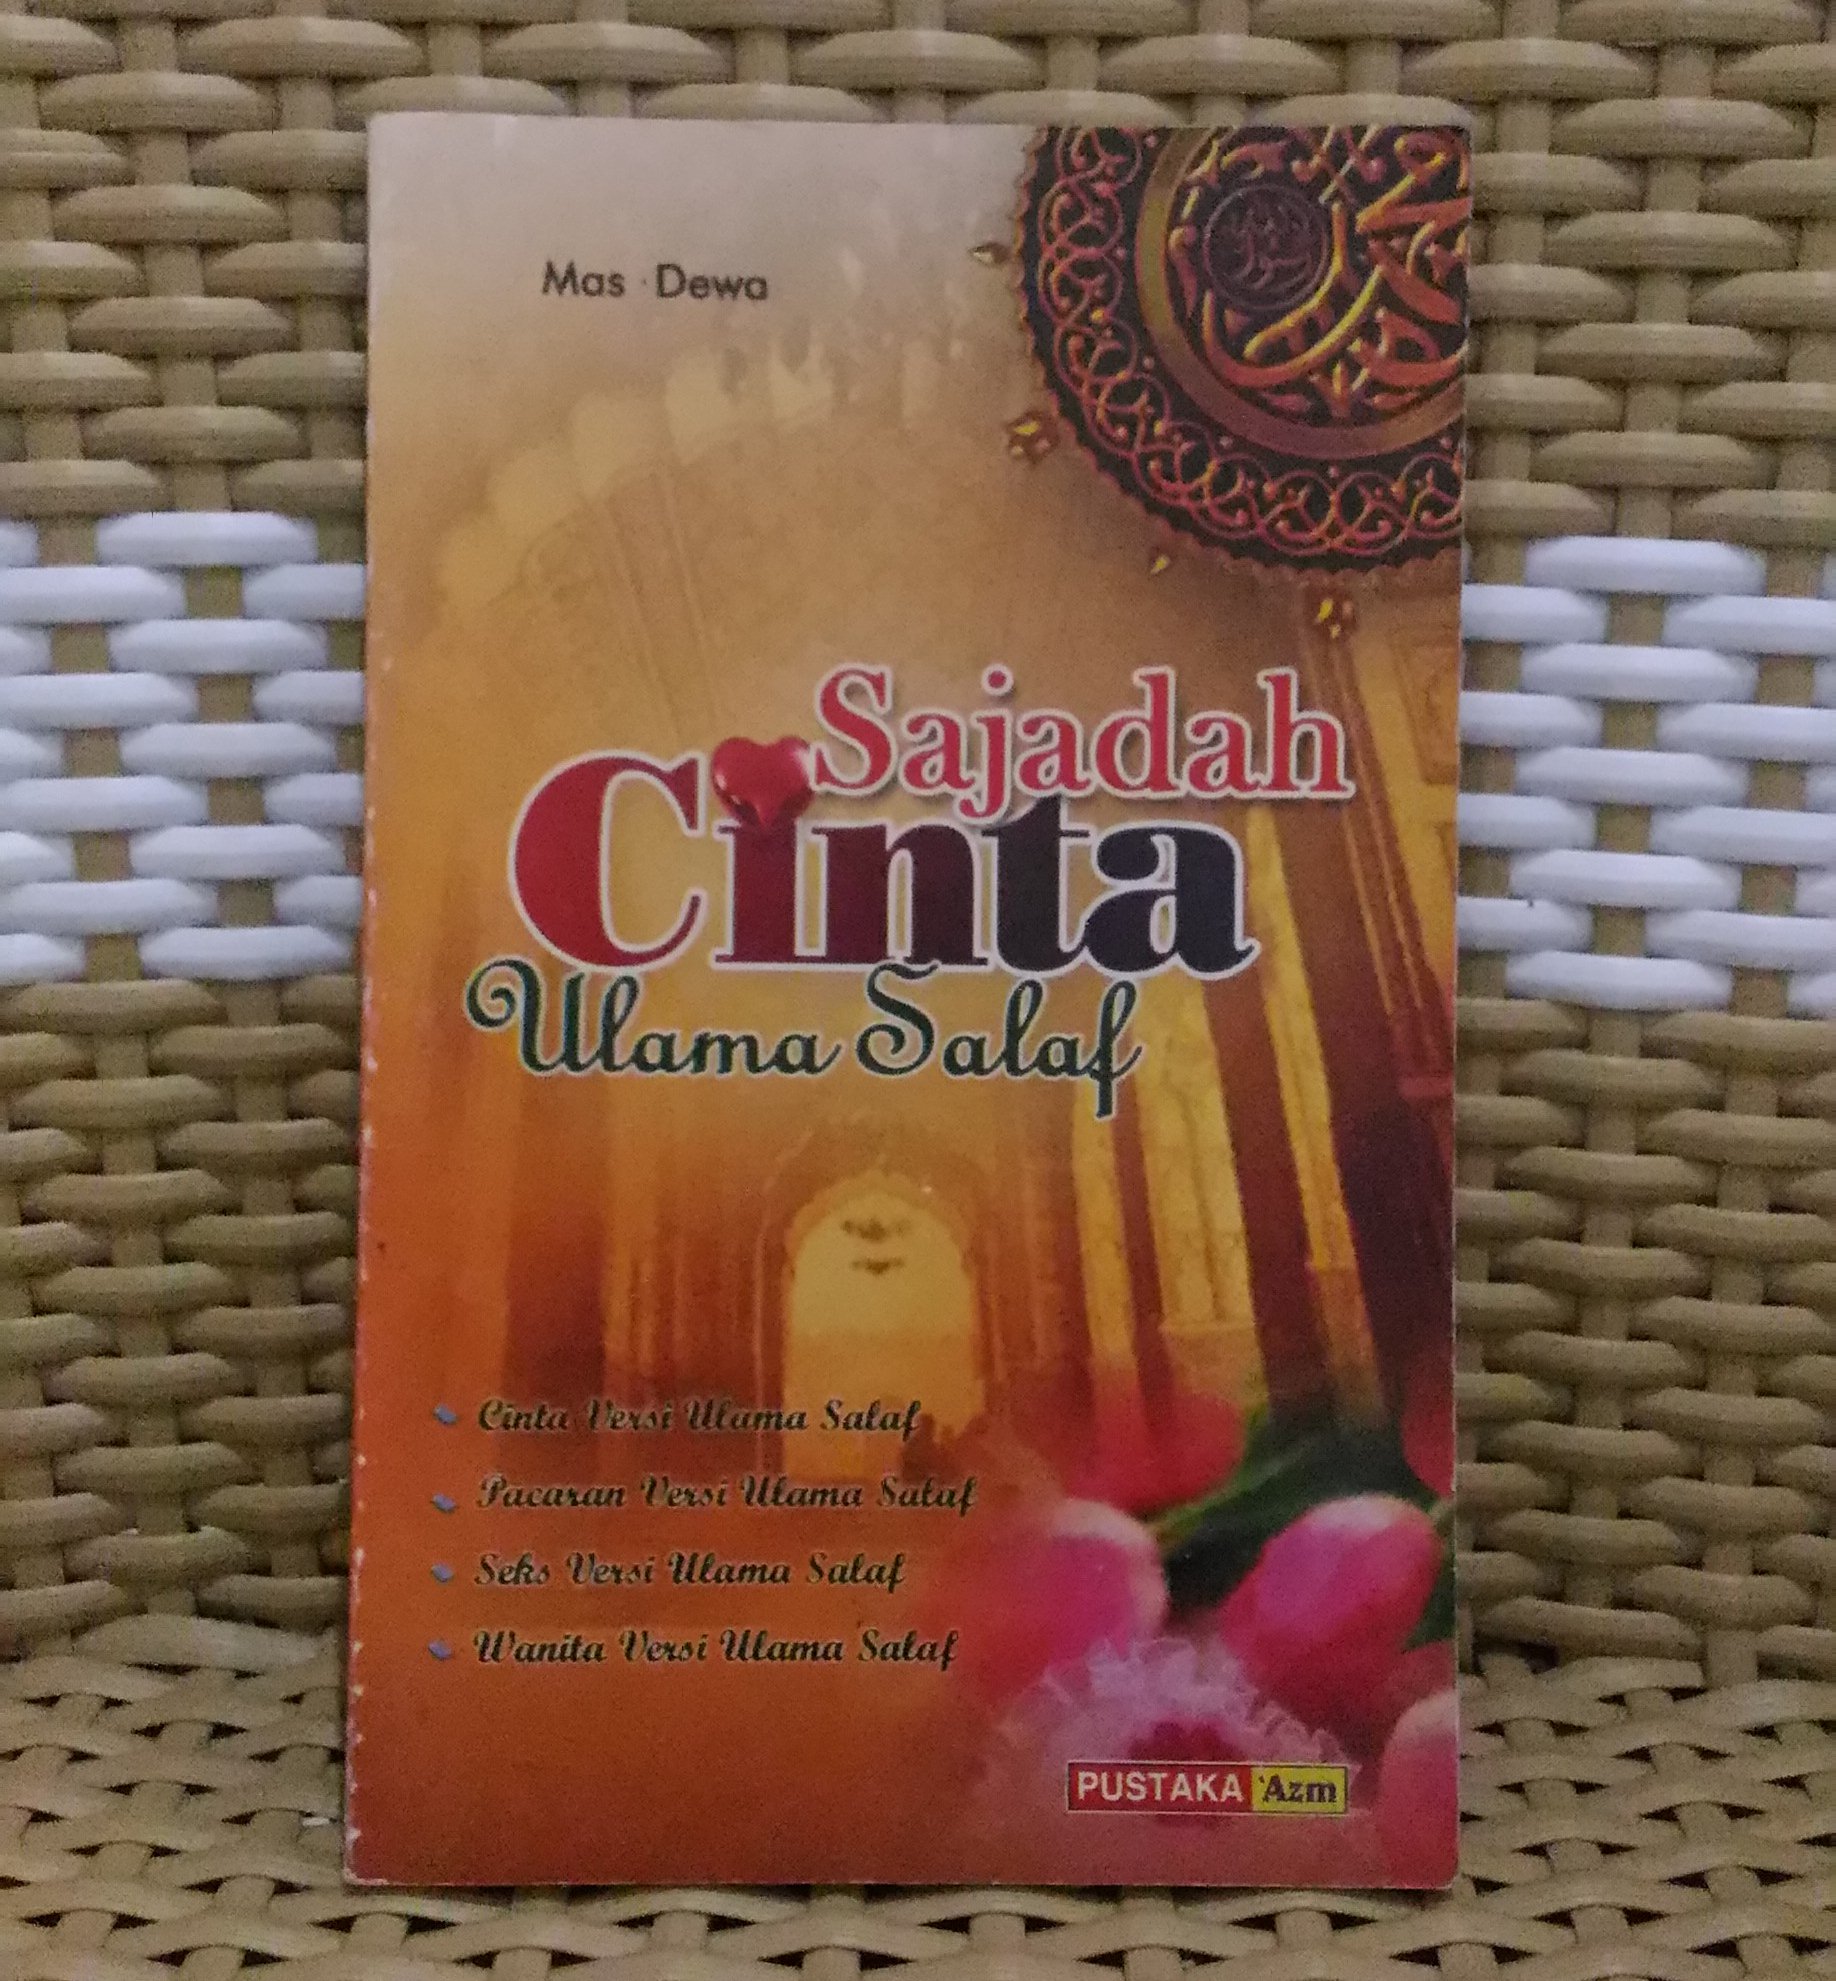 Mas Dewa
Sajadah
Cinta
Ulama Salaf
Cinta Versi Ulama Salaf
Pacaran Versi Ulama Salaf
Seks Versi Ulama Salaf
Wanita Versi Ulama Salaf
PUSTAKA 'Azm